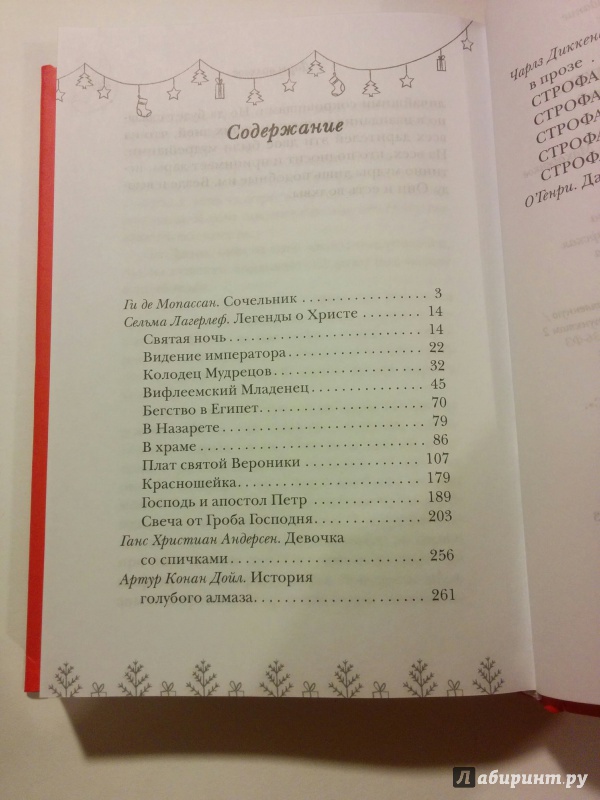 Содержание
Ги де Мопассан. Сочельник . . . . . . . . . . . . . . . . . 3
Сельма Лагерлеф. Легенды о Христе . . . . . . . . 14
Святая ночь . . . . . . . . . . . . . . . . . . . . . . . . . . 14
Видение императора . . . . . . . . . . . . . . . . . . . 22
Колодец Мудрецов . . . . . . . . . . . . . . . . . . . . . 32
Вифлеемский Младенец . . . . . . . . . . . . . . . . 45
Бегство в Египет . . . . . . . . . . . . . . . . . . . . . . . 70
В Назарете . . . . . . . . . . . . . . . . . . . . . . . . . . . 79
В храме . . . . . . . . . . . . . . . . . . . . . . . . . . . . . . 86
Плат святой Вероники . . . . . . . . . . . . . . . . 107
Красношейка . . . . . . . . . . . . . . . . . . . . . . . . 179
Господь и апостол Петр . . . . . . . . . . . . . . . 189
Свеча от Гроба Господня . . . . . . . . . . . . . . . 203
Ганс Христиан Андерсен. Девочка
со спичками . . . . . . . . . . . . . . . . . . . . . . . . . 256
Артур Конан Дойл. История
голубого алмаза . . . . . . . . . . . . . . . . . . . . . . 261
Чарлз Диккенс
в прозе .
СТРОФА
СТРОФА
СТРОФА
СТРОФА
СТРОФА
О'Генри. Да
Лабиринт.ру